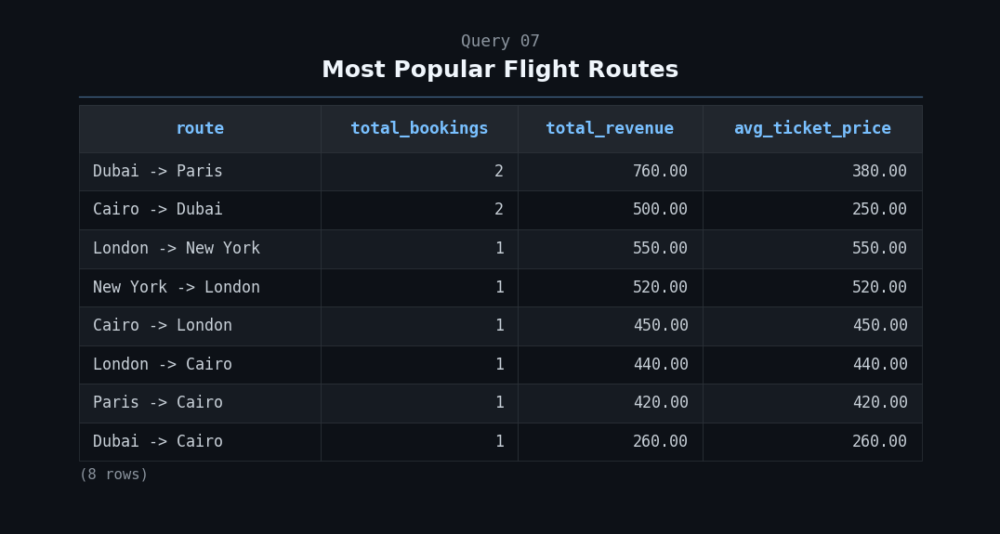 Query 07
Most Popular Flight Routes
route total_bookings total_revenue avg_ticket_price
Dubai -> Paris 2 760.00 380.00
Cairo -> Dubai 2 500.00 250.00
London -> New York 1 550.00 550.00
New York -> London 1 520.00 520.00
Cairo -> London 1 450.00 450.00
London -> Cairo 1 440.00 440.00
Paris -> Cairo 1 420.00 420.00
Dubai -> Cairo 1 260.00 260.00
(8 rows)